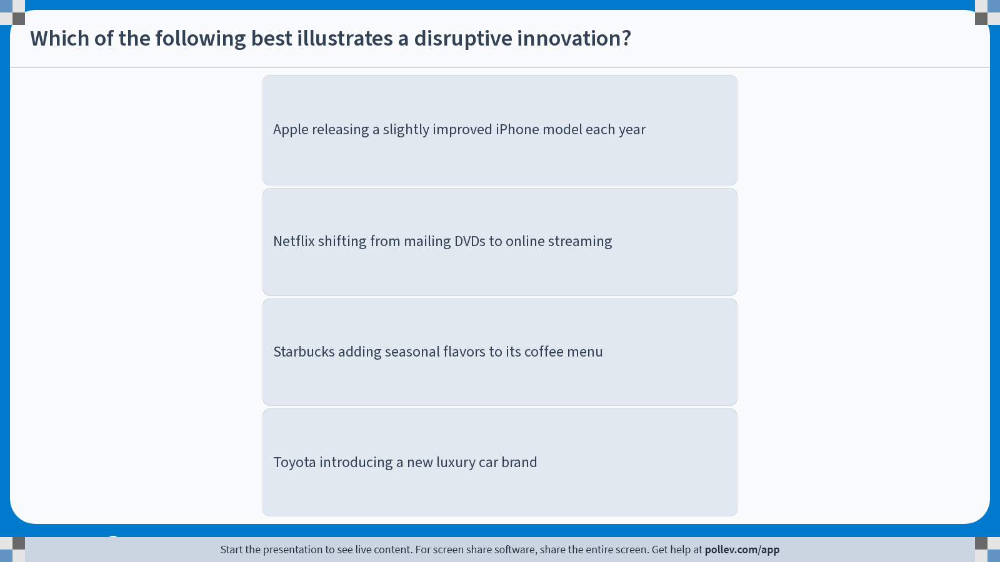 Which of the following best illustrates a disruptive innovation?
Apple releasing a slightly improved iPhone model each year
Netflix shifting from mailing DVDs to online streaming
Starbucks adding seasonal flavors to its coffee menu
Toyota introducing a new luxury car brand
Start the presentation to see live content. For screen share software, share the entire screen. Get help at pollev.com/app